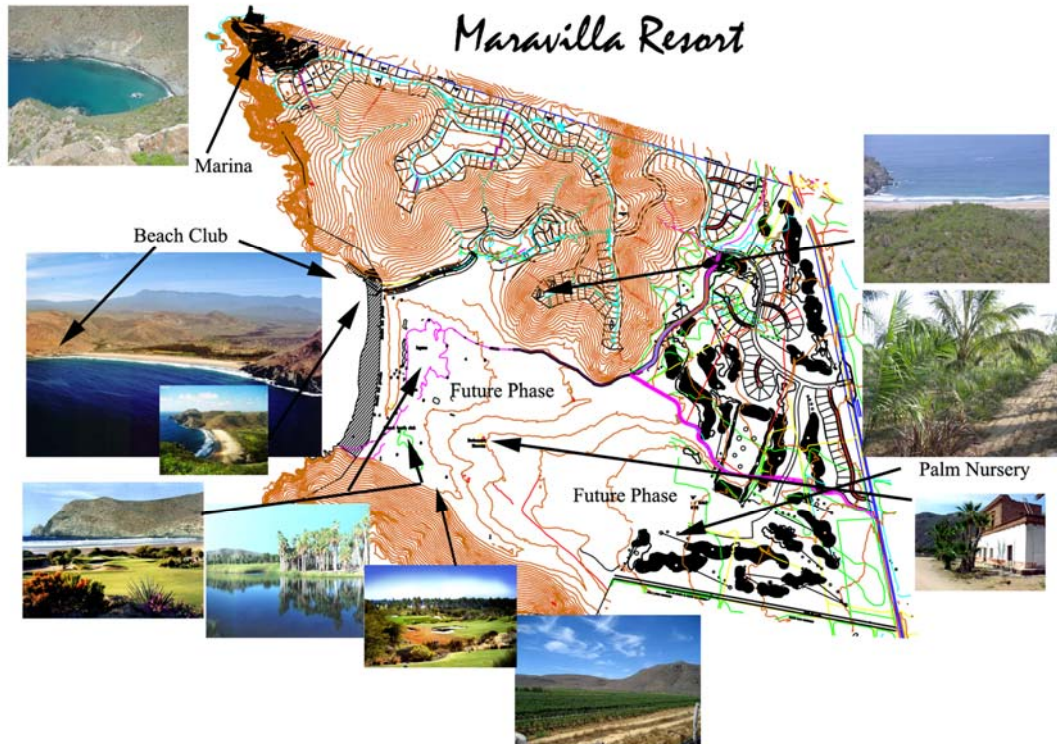 Maravilla Resort
Marina
Beach Club
Future Phase
Palm Nursery
Future Phase